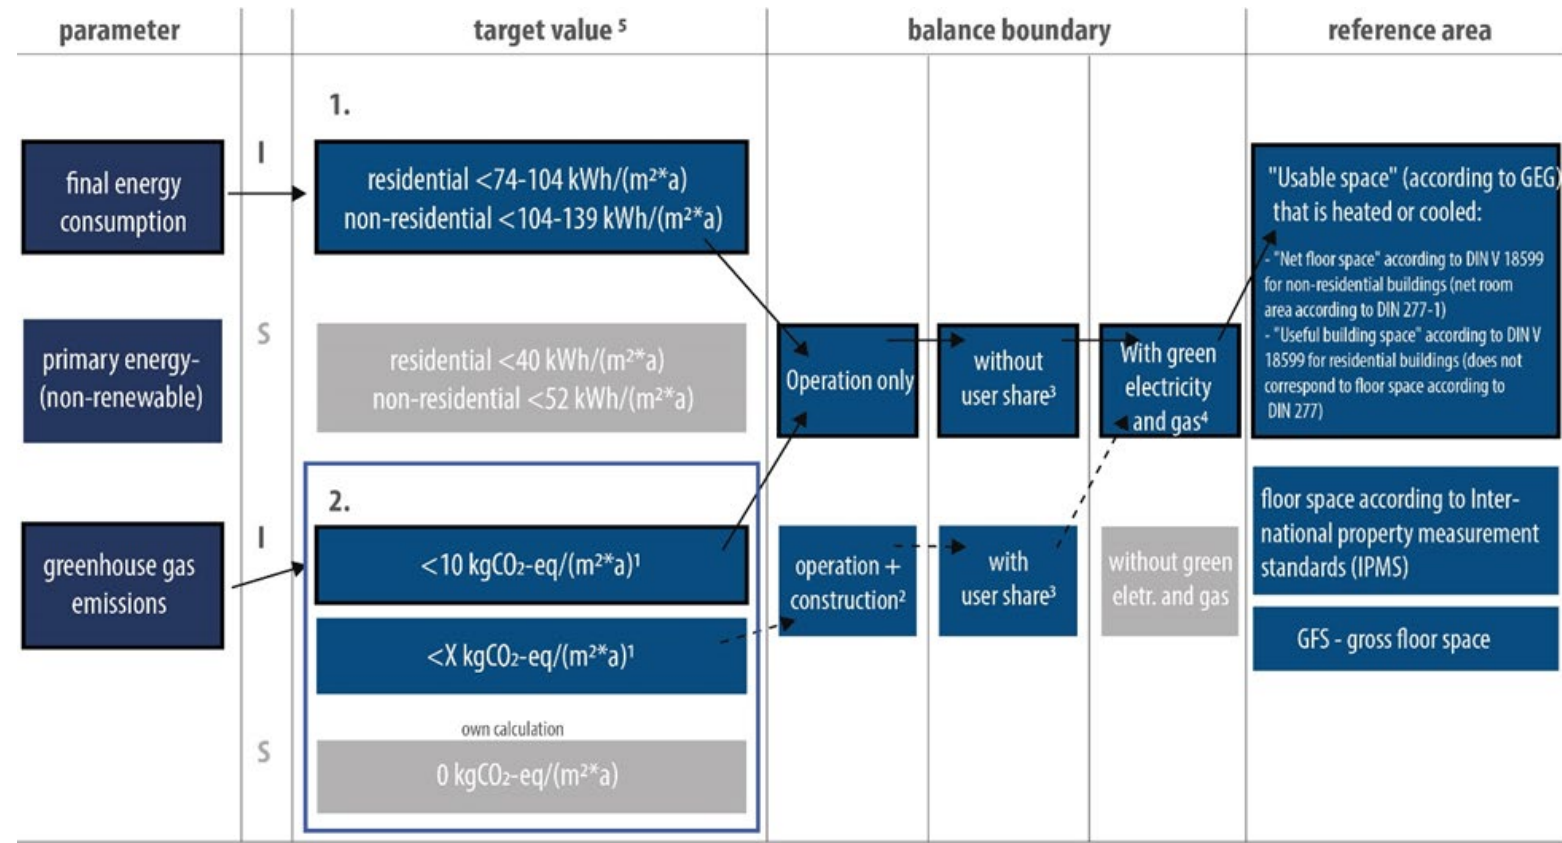 parameter
target value ⁵
balance boundary
reference area
1.
I
final energy
consumption
residential <74-104 kWh/(m²*a)
non-residential <104-139 kWh/(m²*a)
"Usable space" (according to GEG)
that is heated or cooled:
- "Net floor space" according to DIN V 18599
for non-residential buildings (net room
area according to DIN 277-1)
- "Useful building space" according to DIN V
18599 for residential buildings (does not
correspond to floor space according to
DIN 277)
S
primary energy-
(non-renewable)
residential <40 kWh/(m²*a)
non-residential <52 kWh/(m²*a)
Operation only
without
user share³
With green
electricity
and gas⁴
2.
I
greenhouse gas
emissions
<10 kgCO₂-eq/(m²*a)¹
<X kgCO₂-eq/(m²*a)¹
operation +
construction²
with
user share³
without green
eletr. and gas
floor space according to Inter-
national property measurement
standards (IPMS)
GFS - gross floor space
S
own calculation
0 kgCO₂-eq/(m²*a)